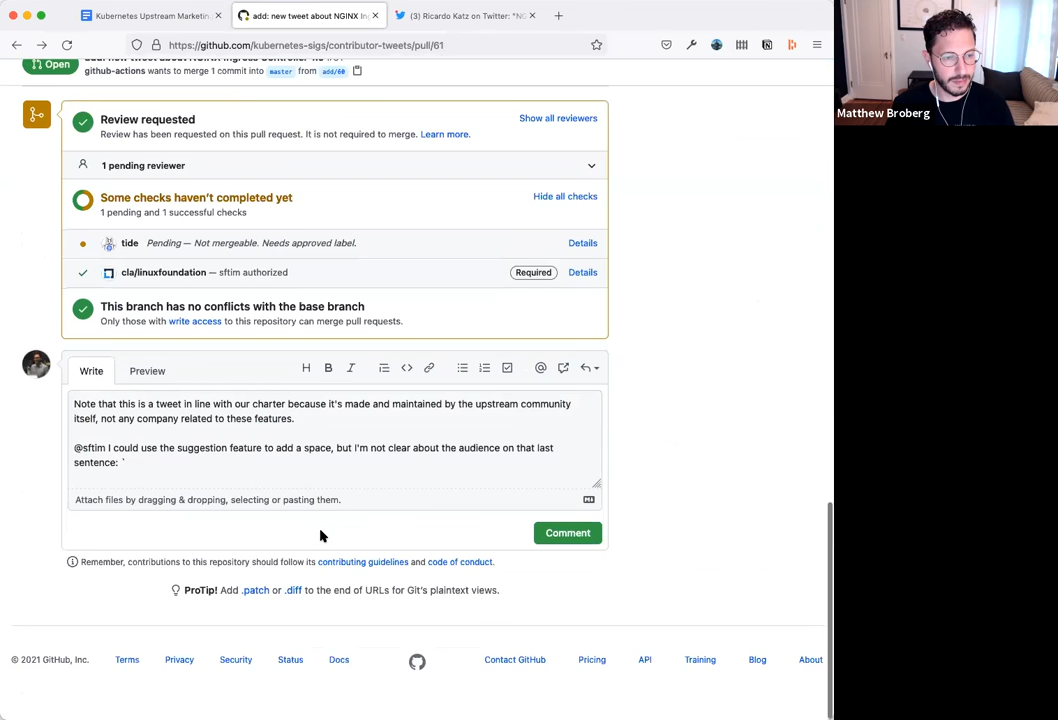 Kubernetes Upstream Marketin
add: new tweet about NGINX In
(3) Ricardo Katz on Twitter: "NG
https://github.com/kubernetes-sigs/contributor-tweets/pull/61
Matthew Broberg
Open
github-actions wants to merge 1 commit into master from add/60
Review requested
Show all reviewers
Review has been requested on this pull request. It is not required to merge. Learn more.
1 pending reviewer
Some checks haven't completed yet
Hide all checks
1 pending and 1 successful checks
tide Pending — Not mergeable. Needs approved label.
Details
cla/linuxfoundation — sftim authorized
Required
Details
This branch has no conflicts with the base branch
Only those with write access to this repository can merge pull requests.
Write
Preview
Note that this is a tweet in line with our charter because it's made and maintained by the upstream community
itself, not any company related to these features.
@sftim I could use the suggestion feature to add a space, but I'm not clear about the audience on that last
sentence: `
Attach files by dragging & dropping, selecting or pasting them.
Comment
Remember, contributions to this repository should follow its contributing guidelines and code of conduct.
ProTip! Add .patch or .diff to the end of URLs for Git's plaintext views.
© 2021 GitHub, Inc.
Terms
Privacy
Security
Status
Docs
Contact GitHub
Pricing
API
Training
Blog
About